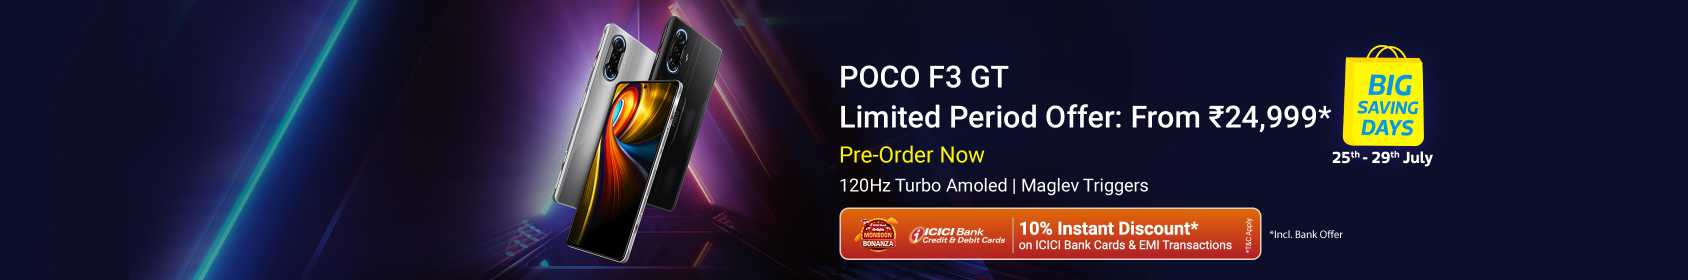 POCO F3 GT
Limited Period Offer: From ₹24,999*
Pre-Order Now
120Hz Turbo Amoled | Maglev Triggers
BIG
SAVING
DAYS
25th - 29th July
MONSOON
BONANZA
ICICI Bank
Credit & Debit Cards
10% Instant Discount*
on ICICI Bank Cards & EMI Transactions
*T&C Apply
*Incl. Bank Offer